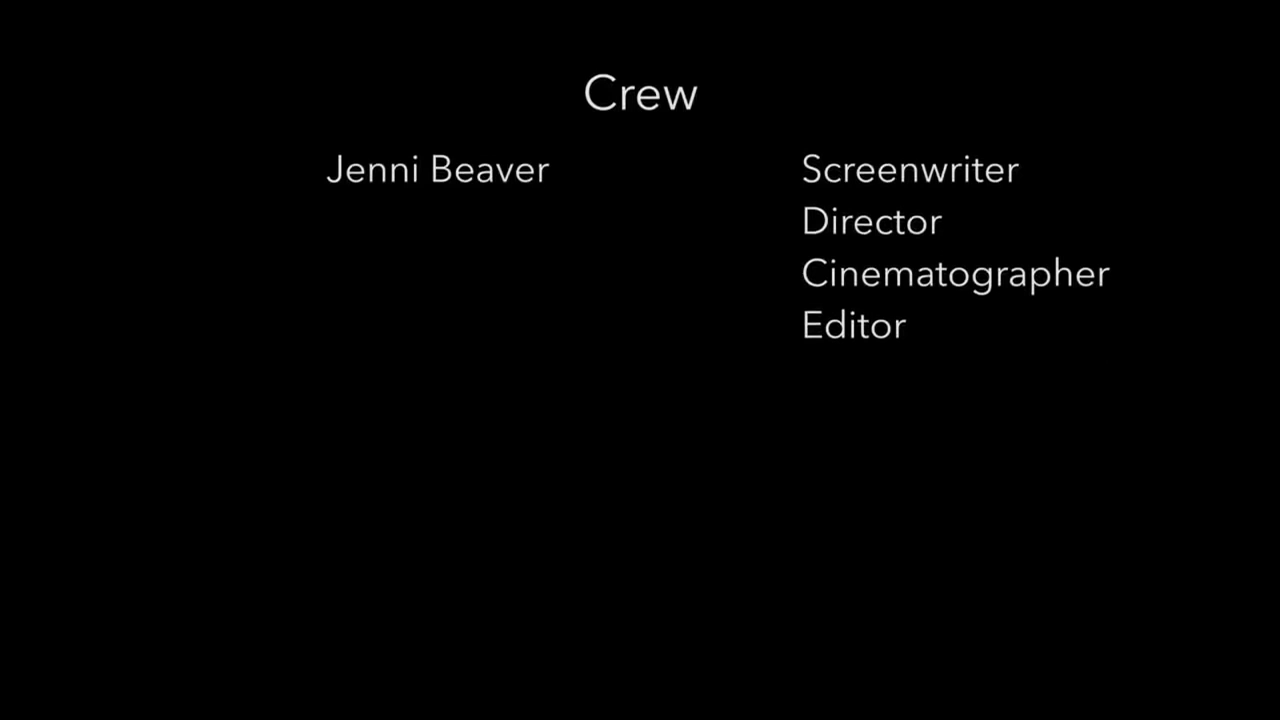 Crew
Jenni Beaver Screenwriter
Director
Cinematographer
Editor